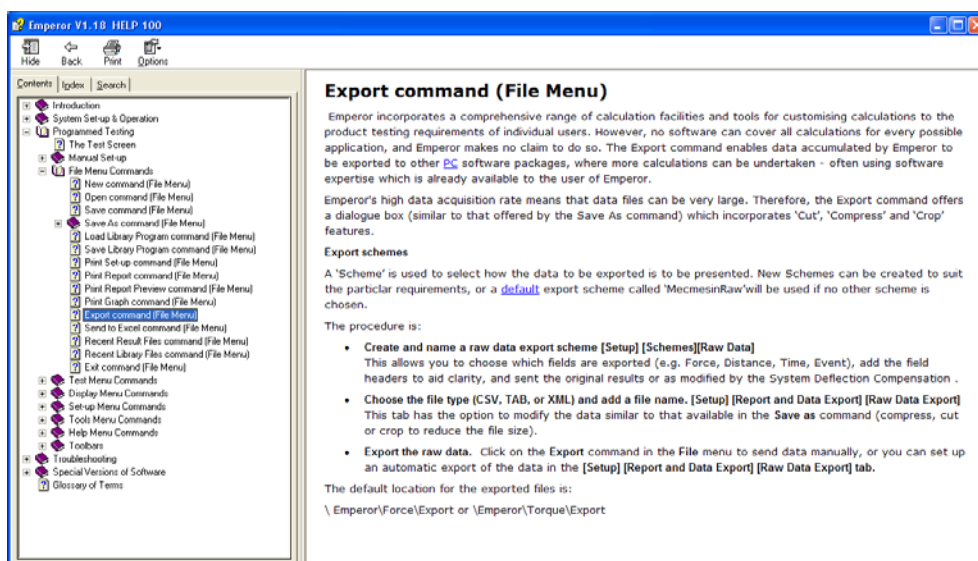 Emperor V1.18 HELP 100
Hide Back Print Options
Contents Index Search
Introduction
System Set-up & Operation
Programmed Testing
The Test Screen
Manual Set-up
File Menu Commands
New command (File Menu)
Open command (File Menu)
Save command (File Menu)
Save As command (File Menu)
Load Library Program command (File Menu)
Save Library Program command (File Menu)
Print Set-up command (File Menu)
Print Report command (File Menu)
Print Report Preview command (File Menu)
Print Graph command (File Menu)
Export command (File Menu)
Send to Excel command (File Menu)
Recent Result Files command (File Menu)
Recent Library Files command (File Menu)
Exit command (File Menu)
Test Menu Commands
Display Menu Commands
Set-up Menu Commands
Tools Menu Commands
Help Menu Commands
Toolbars
Troubleshooting
Special Versions of Software
Glossary of Terms
Export command (File Menu)
Emperor incorporates a comprehensive range of calculation facilities and tools for customising calculations to the
product testing requirements of individual users. However, no software can cover all calculations for every possible
application, and Emperor makes no claim to do so. The Export command enables data accumulated by Emperor to
be exported to other PC software packages, where more calculations can be undertaken - often using software
expertise which is already available to the user of Emperor.
Emperor's high data acquisition rate means that data files can be very large. Therefore, the Export command offers
a dialogue box (similar to that offered by the Save As command) which incorporates 'Cut', 'Compress' and 'Crop'
features.
Export schemes
A 'Scheme' is used to select how the data to be exported is to be presented. New Schemes can be created to suit
the particlar requirements, or a default export scheme called 'MecmesinRaw'will be used if no other scheme is
chosen.
The procedure is:
• Create and name a raw data export scheme [Setup] [Schemes][Raw Data]
This allows you to choose which fields are exported (e.g. Force, Distance, Time, Event), add the field
headers to aid clarity, and sent the original results or as modified by the System Deflection Compensation .
• Choose the file type (CSV, TAB, or XML) and add a file name. [Setup] [Report and Data Export] [Raw Data Export]
This tab has the option to modify the data similar to that available in the Save as command (compress, cut
or crop to reduce the file size).
• Export the raw data. Click on the Export command in the File menu to send data manually, or you can set up
an automatic export of the data in the [Setup] [Report and Data Export] [Raw Data Export] tab.
The default location for the exported files is:
\ Emperor\Force\Export or \Emperor\Torque\Export